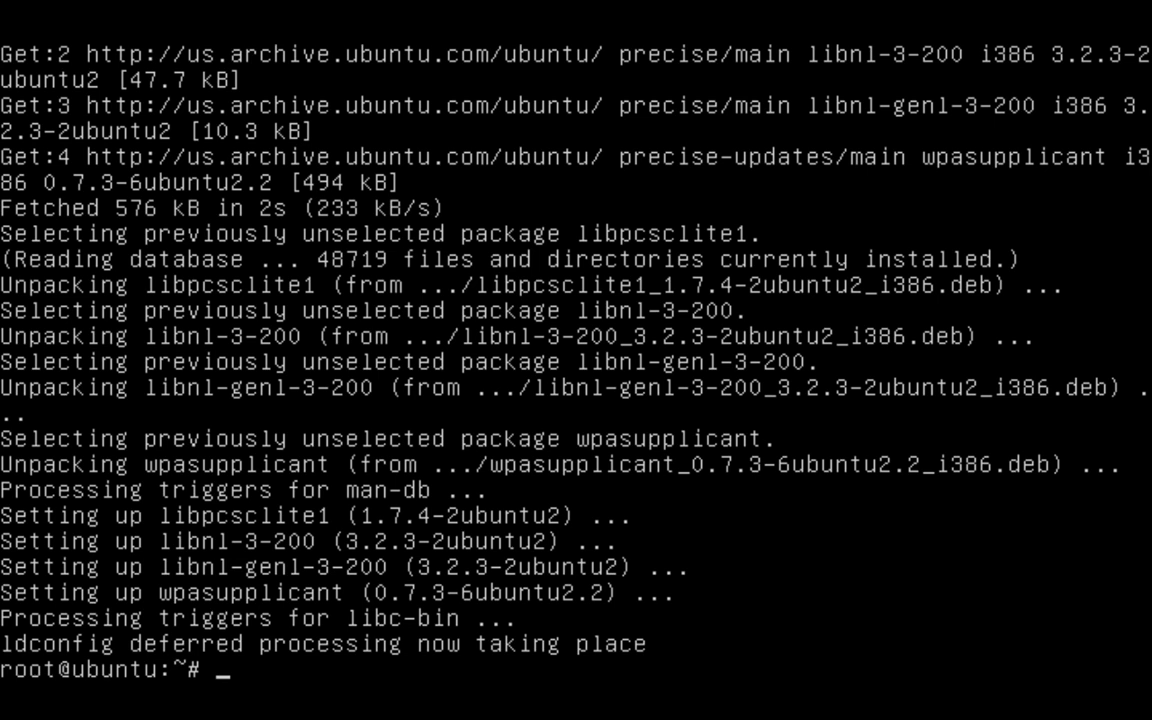 Get:2 http://us.archive.ubuntu.com/ubuntu/ precise/main libnl-3-200 i386 3.2.3-2
ubuntu2 [47.7 kB]
Get:3 http://us.archive.ubuntu.com/ubuntu/ precise/main libnl-genl-3-200 i386 3.
2.3-2ubuntu2 [10.3 kB]
Get:4 http://us.archive.ubuntu.com/ubuntu/ precise-updates/main wpasupplicant i3
86 0.7.3-6ubuntu2.2 [494 kB]
Fetched 576 kB in 2s (233 kB/s)
Selecting previously unselected package libpcsclite1.
(Reading database ... 48719 files and directories currently installed.)
Unpacking libpcsclite1 (from .../libpcsclite1_1.7.4-2ubuntu2_i386.deb) ...
Selecting previously unselected package libnl-3-200.
Unpacking libnl-3-200 (from .../libnl-3-200_3.2.3-2ubuntu2_i386.deb) ...
Selecting previously unselected package libnl-genl-3-200.
Unpacking libnl-genl-3-200 (from .../libnl-genl-3-200_3.2.3-2ubuntu2_i386.deb) .
..
Selecting previously unselected package wpasupplicant.
Unpacking wpasupplicant (from .../wpasupplicant_0.7.3-6ubuntu2.2_i386.deb) ...
Processing triggers for man-db ...
Setting up libpcsclite1 (1.7.4-2ubuntu2) ...
Setting up libnl-3-200 (3.2.3-2ubuntu2) ...
Setting up libnl-genl-3-200 (3.2.3-2ubuntu2) ...
Setting up wpasupplicant (0.7.3-6ubuntu2.2) ...
Processing triggers for libc-bin ...
ldconfig deferred processing now taking place
root@ubuntu:~# _